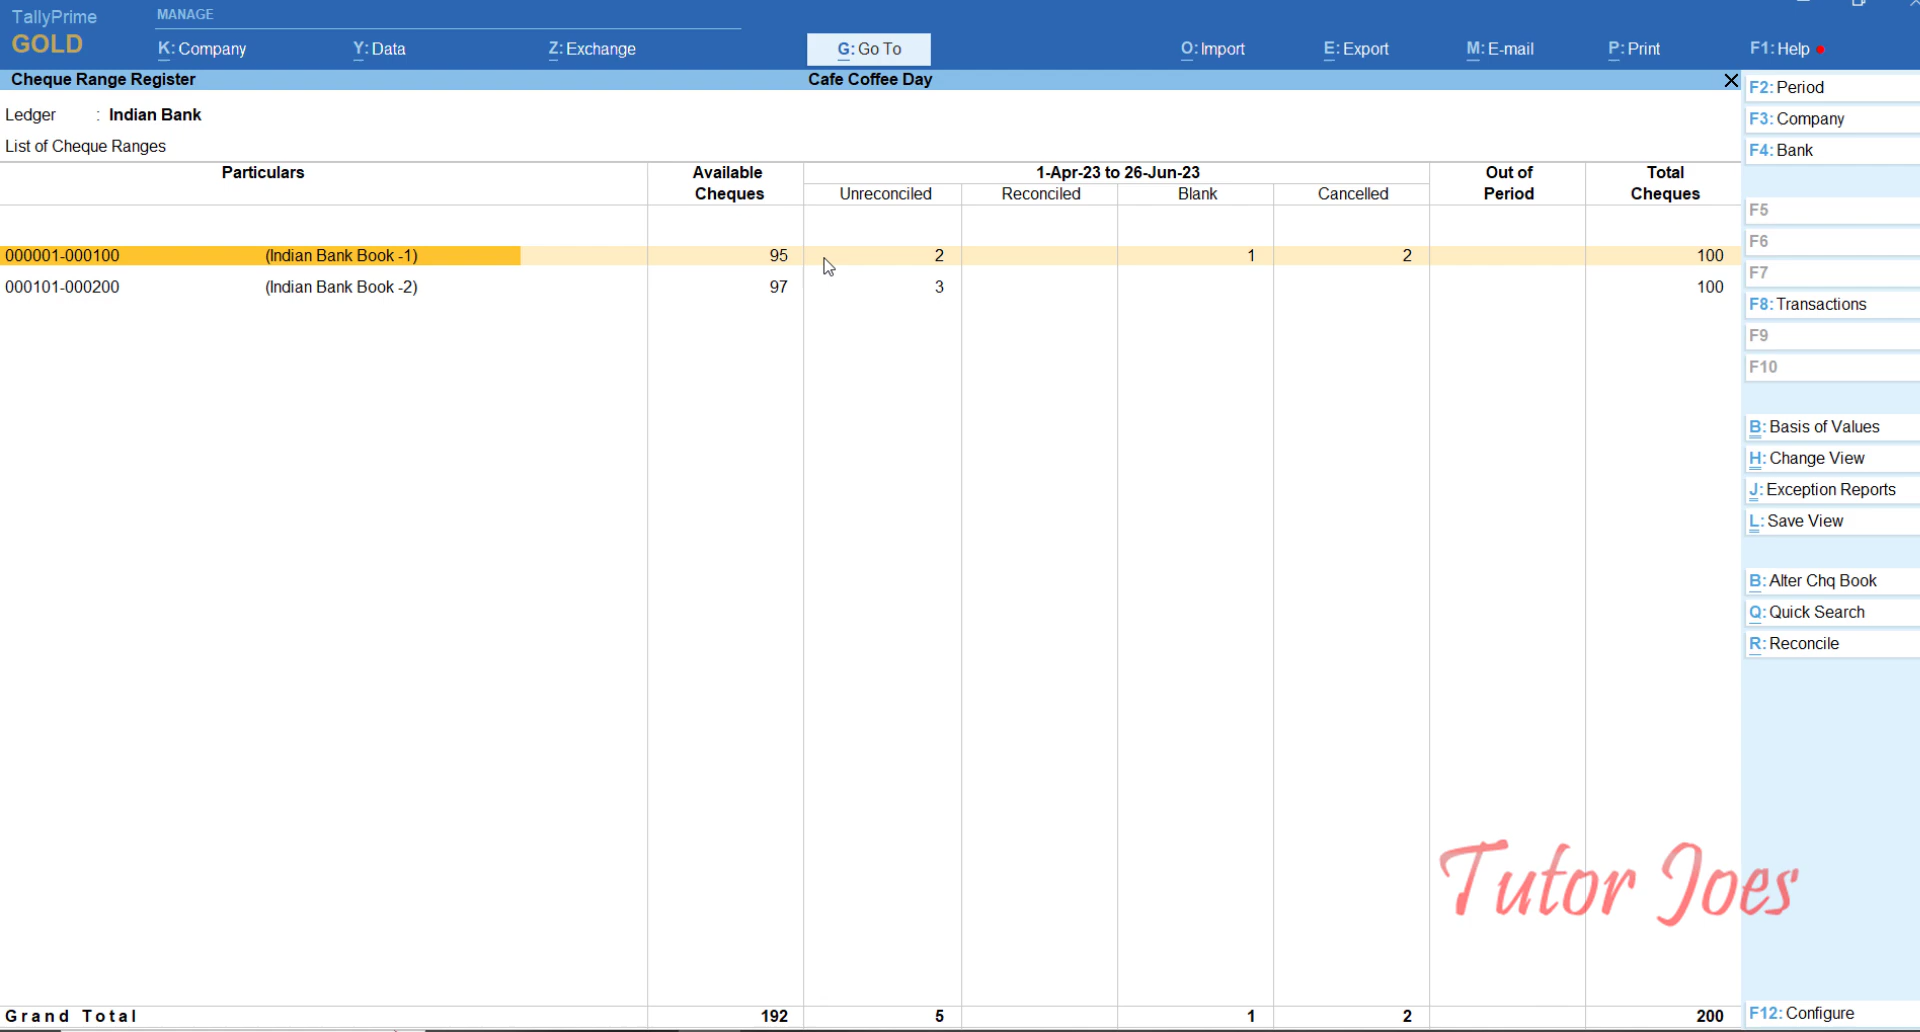 TallyPrime
GOLD
MANAGE
K: Company
Y: Data
Z: Exchange
G: Go To
O: Import
E: Export
M: E-mail
P: Print
F1: Help
Cheque Range Register
Cafe Coffee Day
Ledger : Indian Bank
List of Cheque Ranges
Particulars
Available Cheques
1-Apr-23 to 26-Jun-23
Unreconciled Reconciled Blank Cancelled
Out of Period
Total Cheques
000001-000100 (Indian Bank Book -1) 95 2 1 2 100
000101-000200 (Indian Bank Book -2) 97 3 100
Grand Total 192 5 1 2 200
F2: Period
F3: Company
F4: Bank
F5
F6
F7
F8: Transactions
F9
F10
B: Basis of Values
H: Change View
J: Exception Reports
L: Save View
B: Alter Chq Book
Q: Quick Search
R: Reconcile
F12: Configure
Tutor Joes